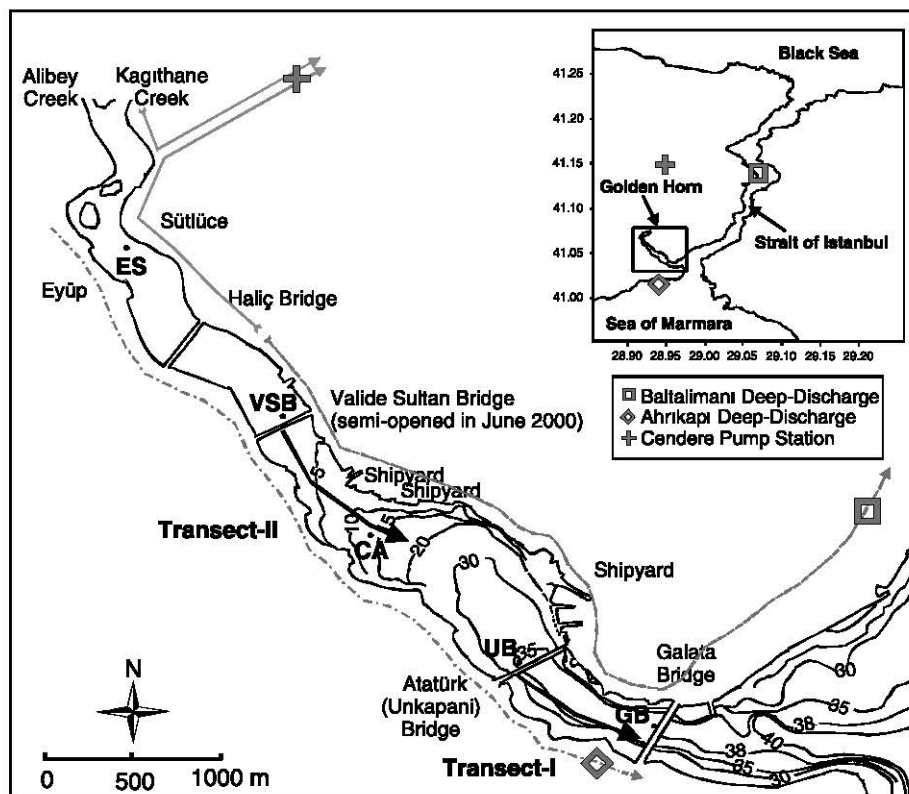 Alibey
Creek
Kagıthane
Creek
Sütlüce
ES
Eyüp
Haliç Bridge
VSB
Valide Sultan Bridge
(semi-opened in June 2000)
Shipyard
Shipyard
5
10
5
20
30
CA
Transect-II
Shipyard
UB
35
Galata
Bridge
Atatürk
(Unkapani)
Bridge
GB
30
35
38
40
38
35
30
Transect-I
N
0 500 1000 m
Black Sea
41.25
41.20
41.15
41.10
41.05
41.00
Golden Horn
Strait of Istanbul
Sea of Marmara
28.90 28.95 29.00 29.05 29.10 29.15 29.20
Baltalimanı Deep-Discharge
Ahrıkapı Deep-Discharge
Cendere Pump Station